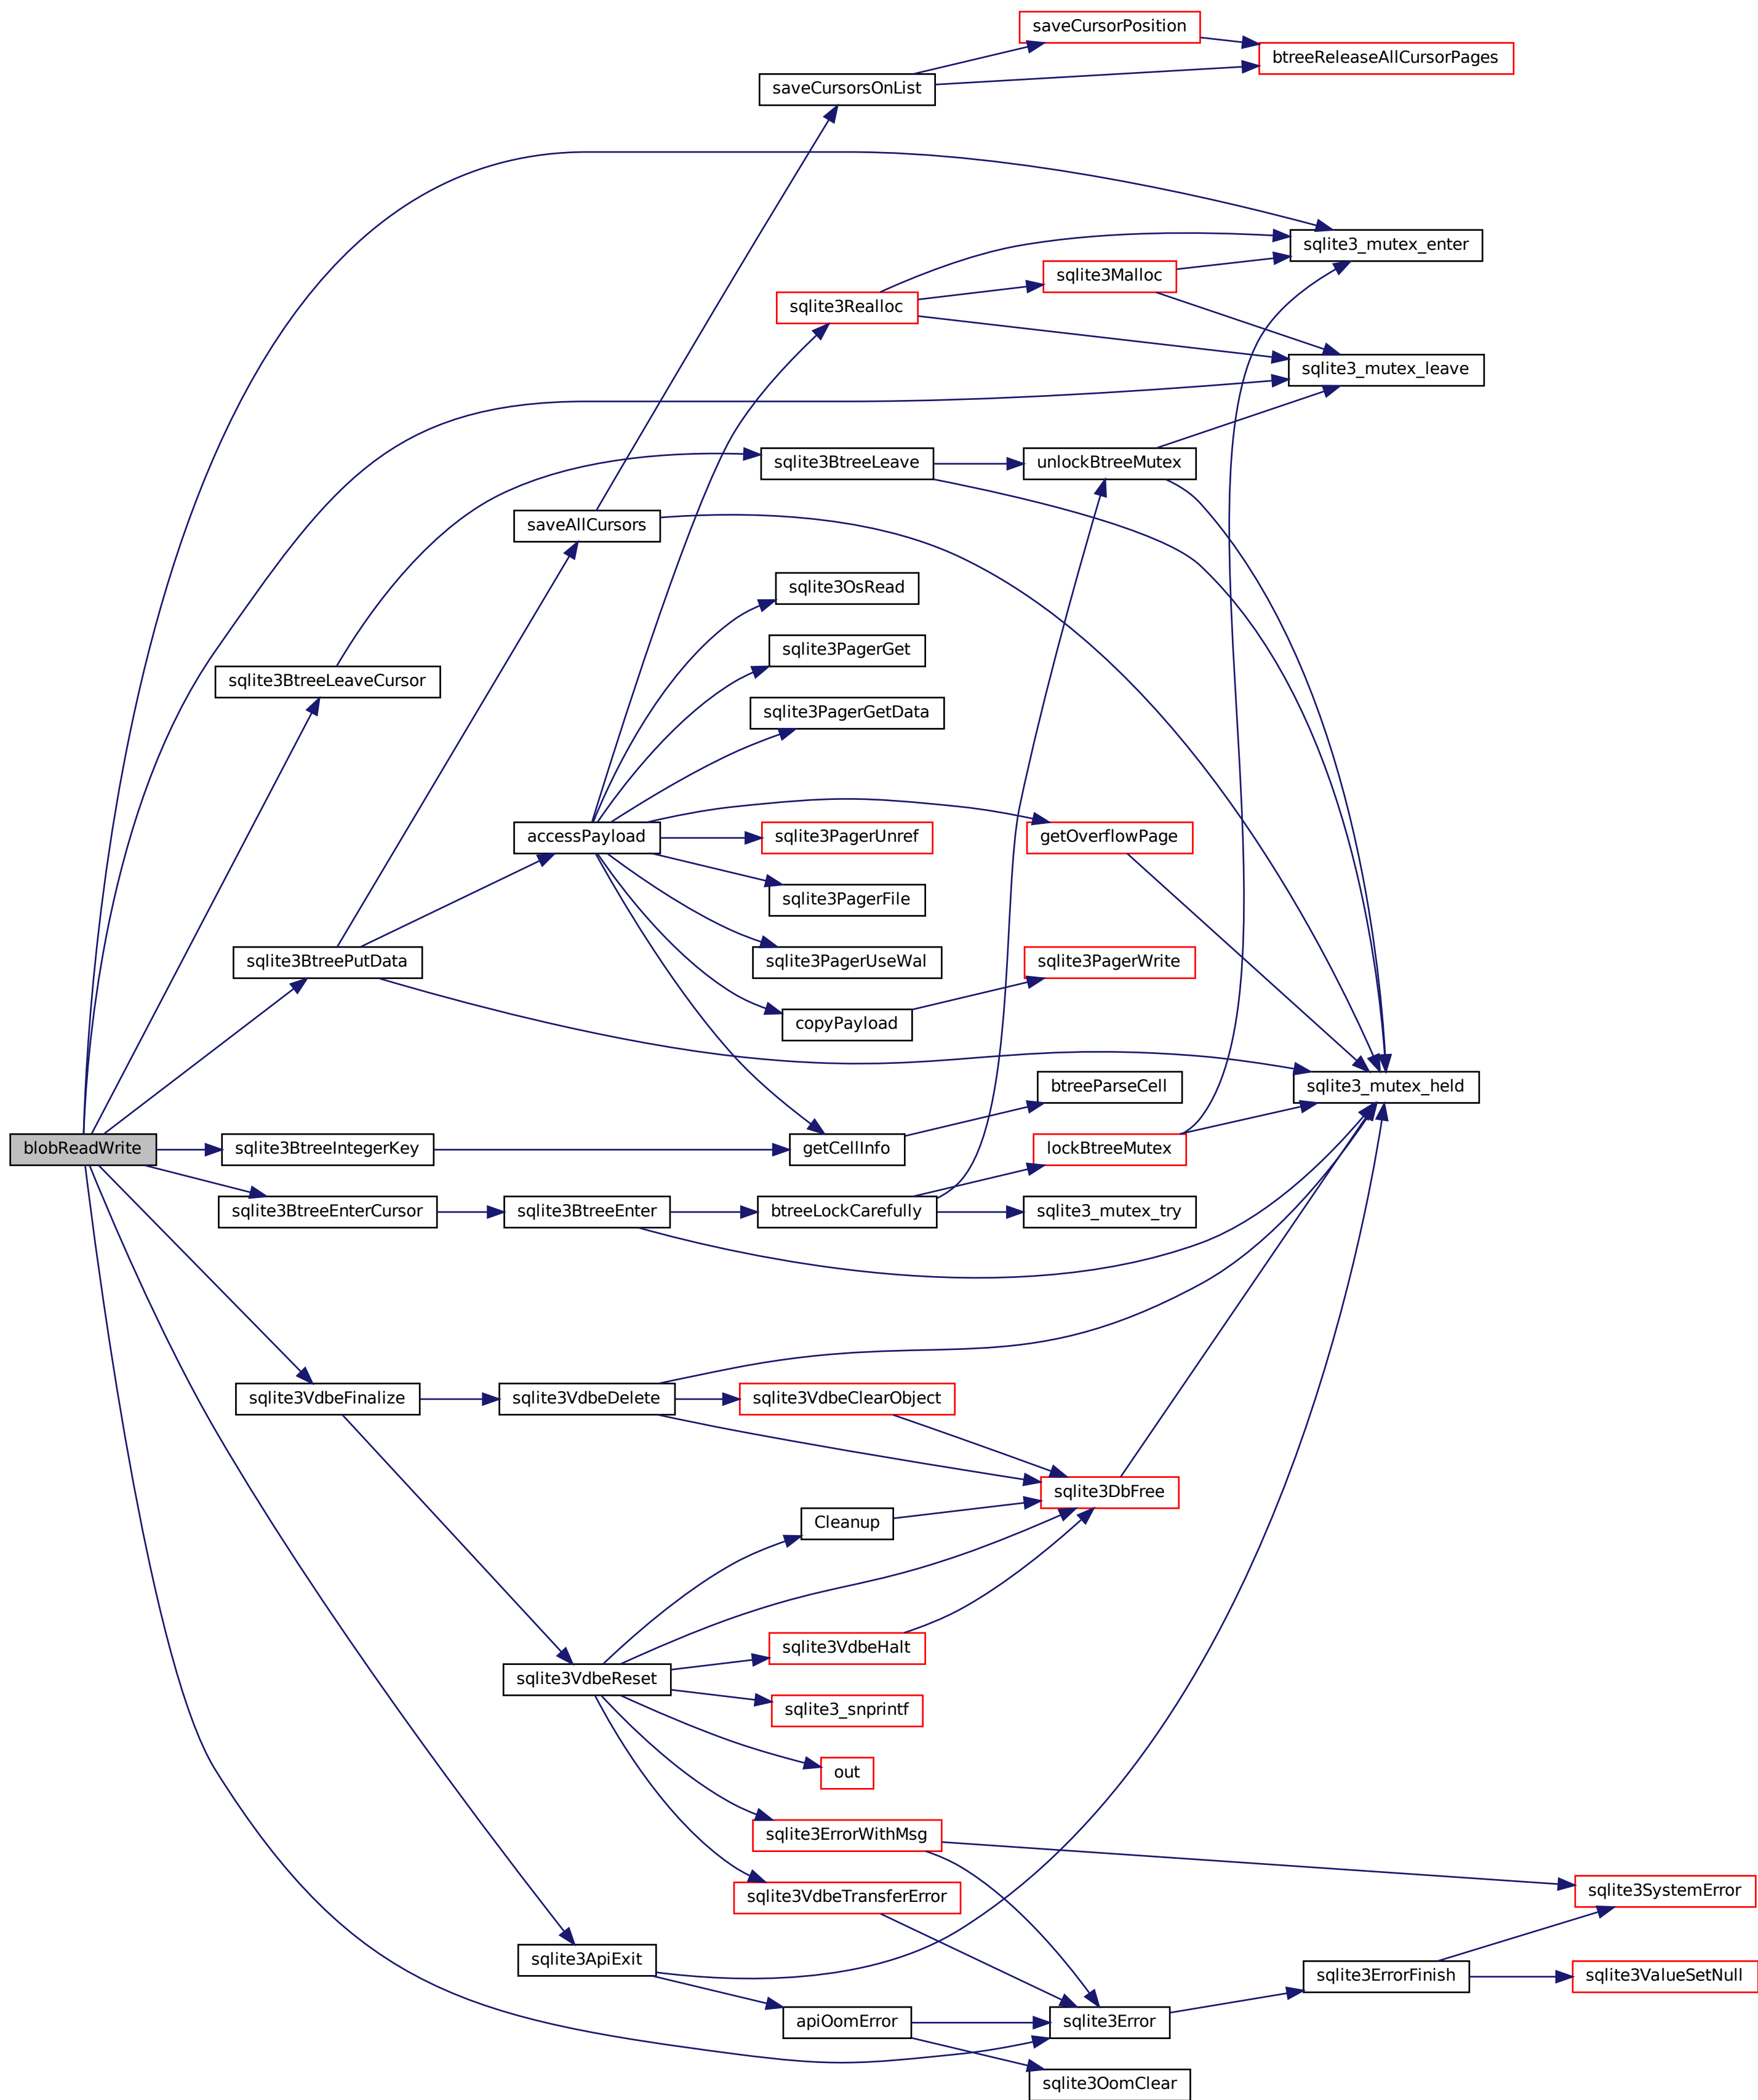 saveCursorPosition
btreeReleaseAllCursorPages
saveCursorsOnList
sqlite3_mutex_enter
sqlite3Malloc
sqlite3Realloc
sqlite3_mutex_leave
sqlite3BtreeLeave
unlockBtreeMutex
saveAllCursors
sqlite3OsRead
sqlite3PagerGet
sqlite3BtreeLeaveCursor
sqlite3PagerGetData
accessPayload
sqlite3PagerUnref
getOverflowPage
sqlite3PagerFile
sqlite3BtreePutData
sqlite3PagerUseWal
sqlite3PagerWrite
copyPayload
btreeParseCell
sqlite3_mutex_held
blobReadWrite
sqlite3BtreeIntegerKey
getCellInfo
lockBtreeMutex
sqlite3BtreeEnterCursor
sqlite3BtreeEnter
btreeLockCarefully
sqlite3_mutex_try
sqlite3VdbeFinalize
sqlite3VdbeDelete
sqlite3VdbeClearObject
sqlite3DbFree
Cleanup
sqlite3VdbeHalt
sqlite3VdbeReset
sqlite3_snprintf
out
sqlite3ErrorWithMsg
sqlite3VdbeTransferError
sqlite3SystemError
sqlite3ApiExit
sqlite3ErrorFinish
sqlite3ValueSetNull
apiOomError
sqlite3Error
sqlite3OomClear